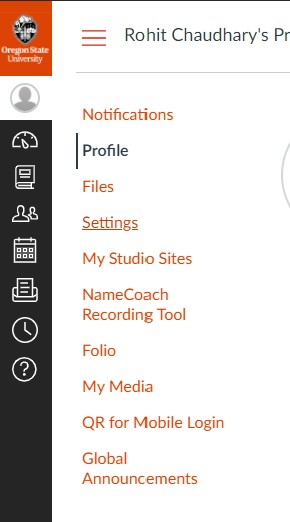 Oregon State
University
Rohit Chaudhary's Pr
Notifications
Profile
Files
Settings
My Studio Sites
NameCoach
Recording Tool
Folio
My Media
QR for Mobile Login
Global
Announcements